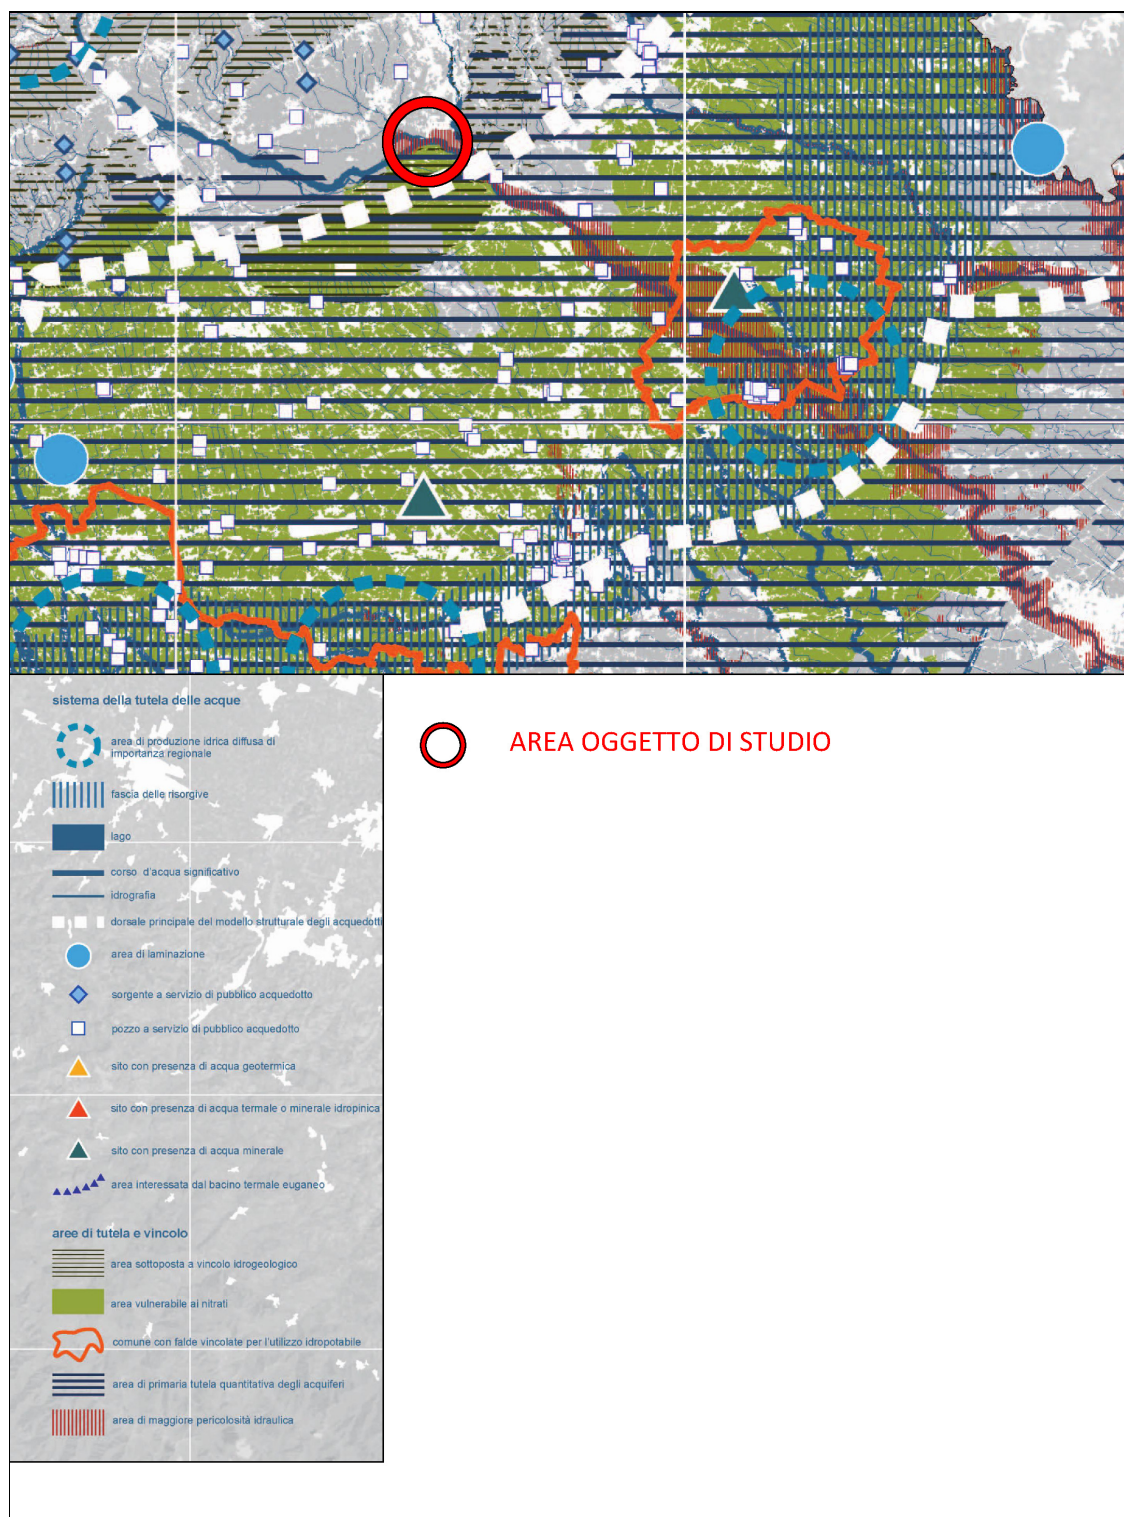 sistema della tutela delle acque
AREA OGGETTO DI STUDIO
area di produzione idrica diffusa di
importanza regionale
fascia delle risorgive
lago
corso d'acqua significativo
idrografia
dorsale principale del modello strutturale degli acquedotti
area di laminazione
sorgente a servizio di pubblico acquedotto
pozzo a servizio di pubblico acquedotto
sito con presenza di acqua geotermica
sito con presenza di acqua termale o minerale idropinica
sito con presenza di acqua minerale
area interessata dal bacino termale euganeo
aree di tutela e vincolo
area sottoposta a vincolo idrogeologico
area vulnerabile ai nitrati
comune con falde vincolate per l'utilizzo idropotabile
area di primaria tutela quantitativa degli acquiferi
area di maggiore pericolosità idraulica